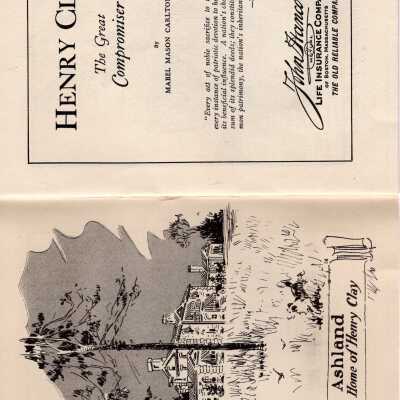 HENRY CL
The Great
Compromiser
BY
MABEL MASON CARLTON
"Every act of noble sacrifice to
every instance of patriotic devotion to h
its beneficial influence. A nation's cha
sum of its splendid deeds; they constitu
mon patrimony, the nation's inheritan
John Hancock
LIFE INSURANCE COMPA
OF BOSTON, MASSACHUSETTS
THE OLD RELIABLE COMPA
Ashland
Home of Henry Clay